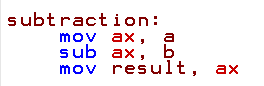 subtraction:
mov ax, a
sub ax, b
mov result, ax